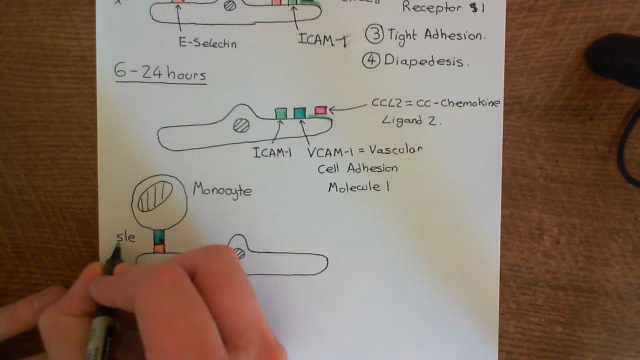 Receptor 1
E-Selectin
ICAM-1
③ Tight Adhesion.
④ Diapedesis.
6-24 hours
CCL2 = CC-Chemokine
Ligand 2.
ICAM-1
VCAM-1 = Vascular
Cell Adhesion
Molecule 1
Monocyte
sle